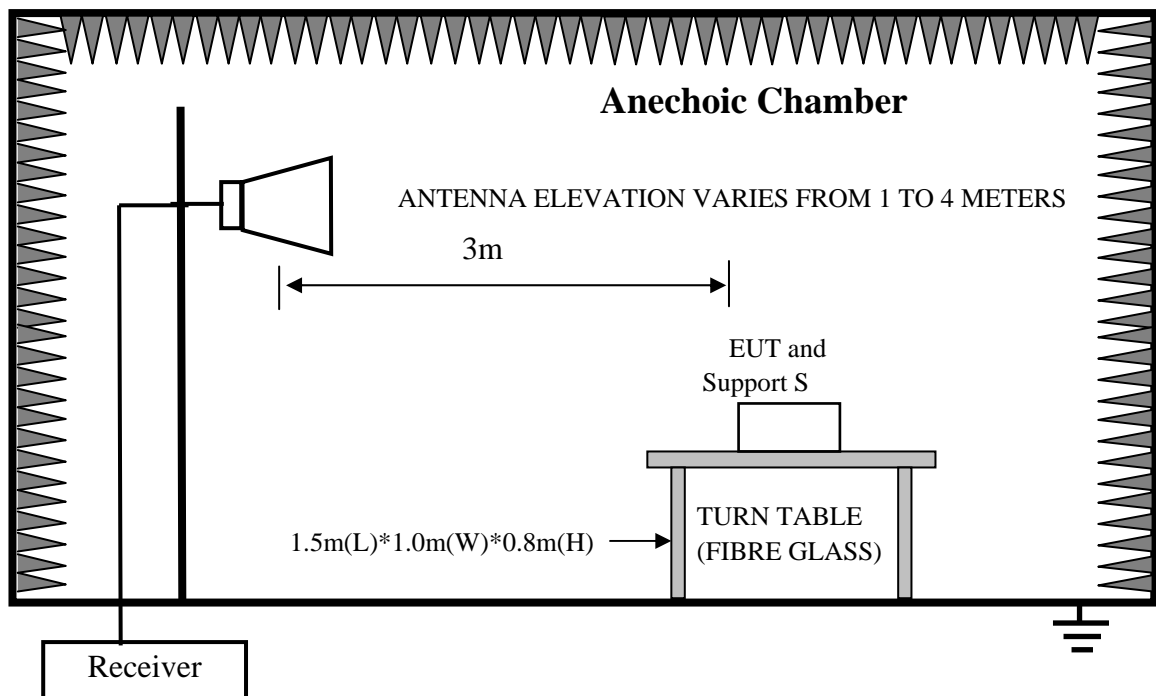 Anechoic Chamber
ANTENNA ELEVATION VARIES FROM 1 TO 4 METERS
3m
EUT and
Support S
1.5m(L)*1.0m(W)*0.8m(H)
TURN TABLE
(FIBRE GLASS)
Receiver